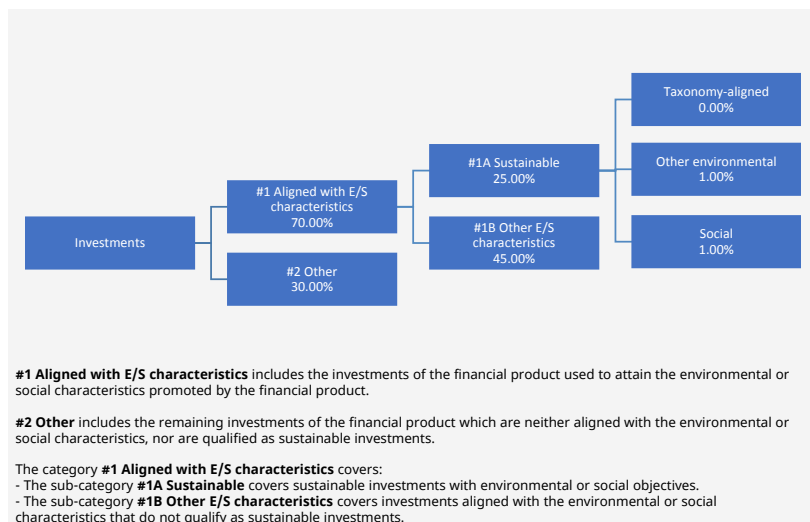 Taxonomy-aligned
0.00%
#1A Sustainable
25.00%
Other environmental
1.00%
#1 Aligned with E/S
characteristics
70.00%
Investments
#1B Other E/S
characteristics
45.00%
Social
1.00%
#2 Other
30.00%
#1 Aligned with E/S characteristics includes the investments of the financial product used to attain the environmental or
social characteristics promoted by the financial product.
#2 Other includes the remaining investments of the financial product which are neither aligned with the environmental or
social characteristics, nor are qualified as sustainable investments.
The category #1 Aligned with E/S characteristics covers:
- The sub-category #1A Sustainable covers sustainable investments with environmental or social objectives.
- The sub-category #1B Other E/S characteristics covers investments aligned with the environmental or social
characteristics that do not qualify as sustainable investments.